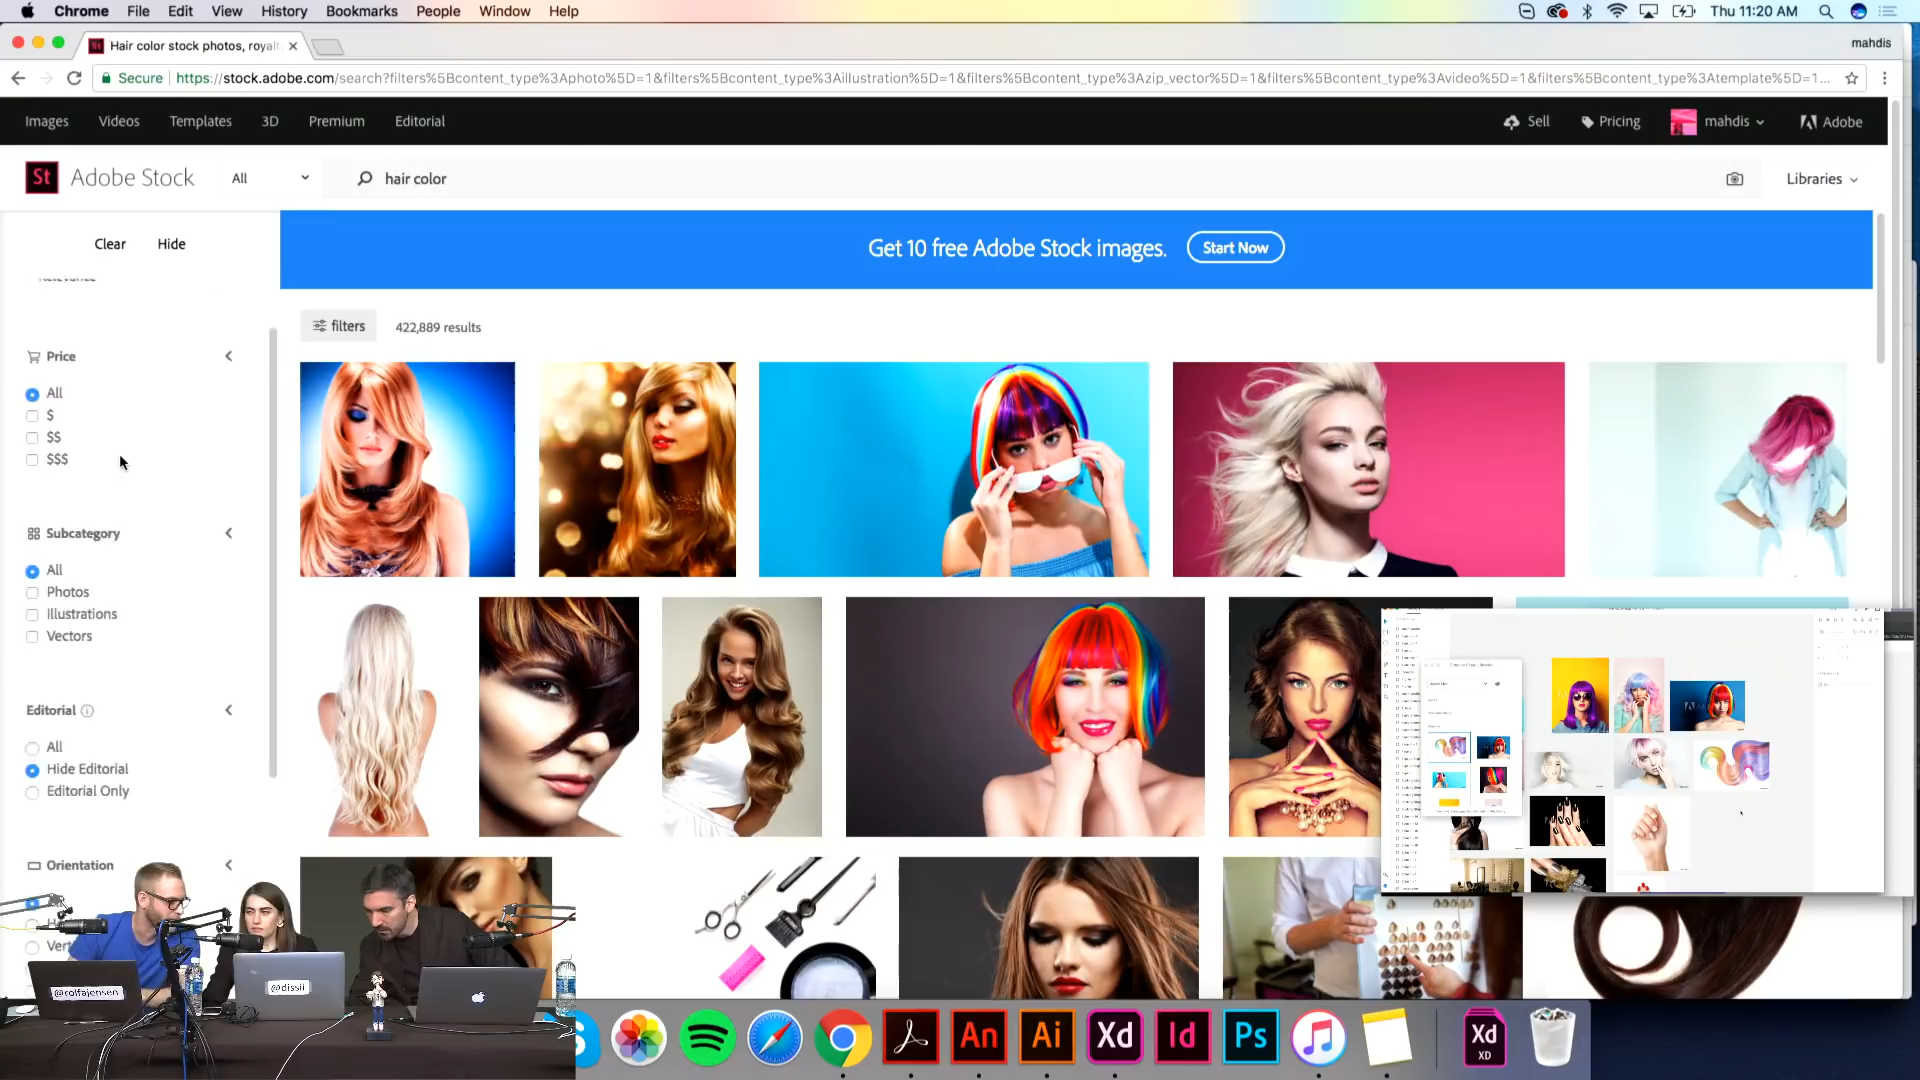 Chrome File Edit View History Bookmarks People Window Help
Thu 11:20 AM
Hair color stock photos, royalt
mahdis
Secure https://stock.adobe.com/search?filters%5Bcontent_type%3Aphoto%5D=1&filters%5Bcontent_type%3Aillustration%5D=1&filters%5Bcontent_type%3Azip_vector%5D=1&filters%5Bcontent_type%3Avideo%5D=1&filters%5Bcontent_type%3Atemplate%5D=1...
Images Videos Templates 3D Premium Editorial
Sell Pricing mahdis Adobe
St Adobe Stock All hair color Libraries
Clear Hide
Get 10 free Adobe Stock images. Start Now
Relevance
filters 422,889 results
Price
All
$
$$
$$$
Subcategory
All
Photos
Illustrations
Vectors
Editorial
All
Hide Editorial
Editorial Only
Orientation
@rolfajensen
@dissii
An Ai Xd Id Ps Xd
XD